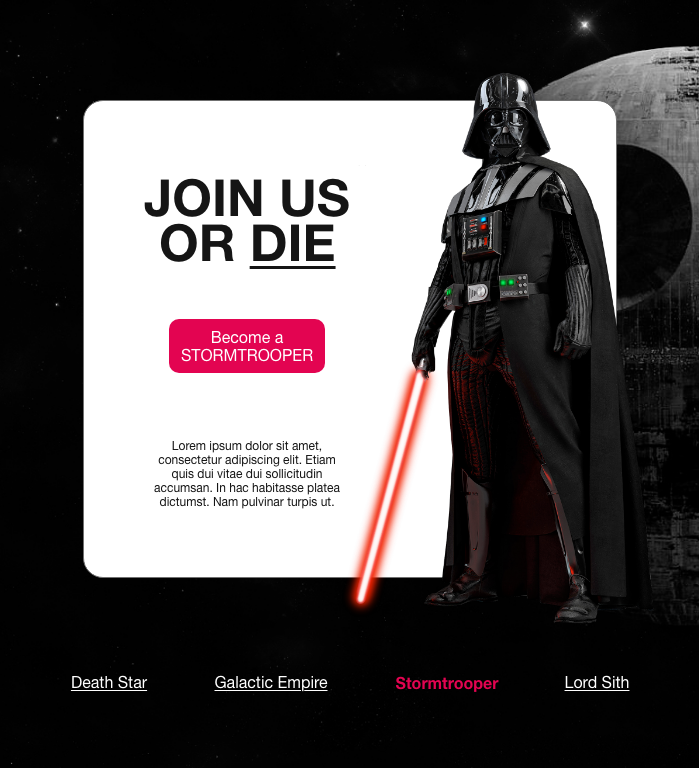 JOIN US
OR DIE
Become a
STORMTROOPER
Lorem ipsum dolor sit amet,
consectetur adipiscing elit. Etiam
quis dui vitae dui sollicitudin
accumsan. In hac habitasse platea
dictumst. Nam pulvinar turpis ut.
Death Star Galactic Empire Stormtrooper Lord Sith